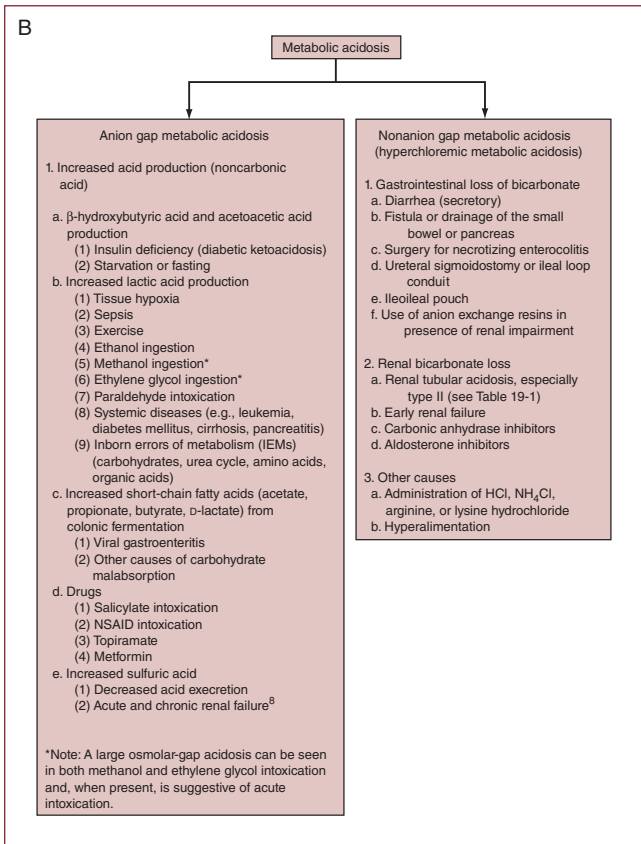 B
Metabolic acidosis
Anion gap metabolic acidosis
1. Increased acid production (noncarbonic
acid)
a. β-hydroxybutyric acid and acetoacetic acid
production
(1) Insulin deficiency (diabetic ketoacidosis)
(2) Starvation or fasting
b. Increased lactic acid production
(1) Tissue hypoxia
(2) Sepsis
(3) Exercise
(4) Ethanol ingestion
(5) Methanol ingestion*
(6) Ethylene glycol ingestion*
(7) Paraldehyde intoxication
(8) Systemic diseases (e.g., leukemia,
diabetes mellitus, cirrhosis, pancreatitis)
(9) Inborn errors of metabolism (IEMs)
(carbohydrates, urea cycle, amino acids,
organic acids)
c. Increased short-chain fatty acids (acetate,
propionate, butyrate, D-lactate) from
colonic fermentation
(1) Viral gastroenteritis
(2) Other causes of carbohydrate
malabsorption
d. Drugs
(1) Salicylate intoxication
(2) NSAID intoxication
(3) Topiramate
(4) Metformin
e. Increased sulfuric acid
(1) Decreased acid execretion
(2) Acute and chronic renal failure8
*Note: A large osmolar-gap acidosis can be seen
in both methanol and ethylene glycol intoxication
and, when present, is suggestive of acute
intoxication.
Nonanion gap metabolic acidosis
(hyperchloremic metabolic acidosis)
1. Gastrointestinal loss of bicarbonate
a. Diarrhea (secretory)
b. Fistula or drainage of the small
bowel or pancreas
c. Surgery for necrotizing enterocolitis
d. Ureteral sigmoidostomy or ileal loop
conduit
e. Ileoileal pouch
f. Use of anion exchange resins in
presence of renal impairment
2. Renal bicarbonate loss
a. Renal tubular acidosis, especially
type II (see Table 19-1)
b. Early renal failure
c. Carbonic anhydrase inhibitors
d. Aldosterone inhibitors
3. Other causes
a. Administration of HCl, NH4Cl,
arginine, or lysine hydrochloride
b. Hyperalimentation